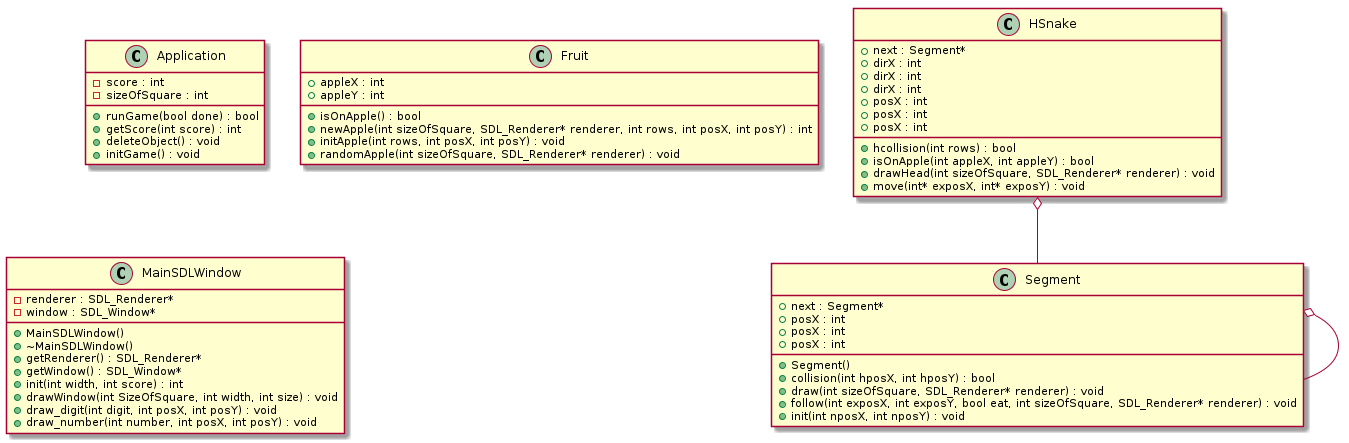 C Application
score : int
sizeOfSquare : int
runGame(bool done) : bool
getScore(int score) : int
deleteObject() : void
initGame() : void
C Fruit
appleX : int
appleY : int
isOnApple() : bool
newApple(int sizeOfSquare, SDL_Renderer* renderer, int rows, int posX, int posY) : int
initApple(int rows, int posX, int posY) : void
randomApple(int sizeOfSquare, SDL_Renderer* renderer) : void
C HSnake
next : Segment*
dirX : int
dirX : int
dirX : int
posX : int
posX : int
posX : int
hcollision(int rows) : bool
isOnApple(int appleX, int appleY) : bool
drawHead(int sizeOfSquare, SDL_Renderer* renderer) : void
move(int* exposX, int* exposY) : void
C MainSDLWindow
renderer : SDL_Renderer*
window : SDL_Window*
MainSDLWindow()
~MainSDLWindow()
getRenderer() : SDL_Renderer*
getWindow() : SDL_Window*
init(int width, int score) : int
drawWindow(int SizeOfSquare, int width, int size) : void
draw_digit(int digit, int posX, int posY) : void
draw_number(int number, int posX, int posY) : void
C Segment
next : Segment*
posX : int
posX : int
posX : int
Segment()
collision(int hposX, int hposY) : bool
draw(int sizeOfSquare, SDL_Renderer* renderer) : void
follow(int exposX, int exposY, bool eat, int sizeOfSquare, SDL_Renderer* renderer) : void
init(int nposX, int nposY) : void